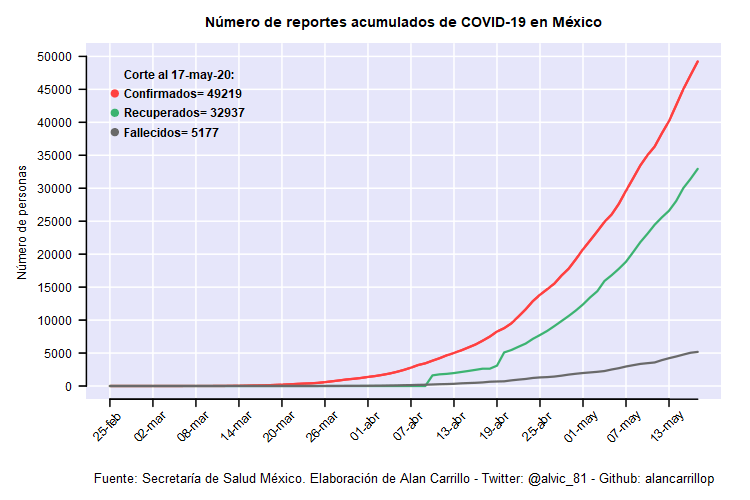 Número de reportes acumulados de COVID-19 en México
Corte al 17-may-20:
Confirmados= 49219
Recuperados= 32937
Fallecidos= 5177
Número de personas
50000
45000
40000
35000
30000
25000
20000
15000
10000
5000
0
25-feb
02-mar
08-mar
14-mar
20-mar
26-mar
01-abr
07-abr
13-abr
19-abr
25-abr
01-may
07-may
13-may
Fuente: Secretaría de Salud México. Elaboración de Alan Carrillo - Twitter: @alvic_81 - Github: alancarrillop